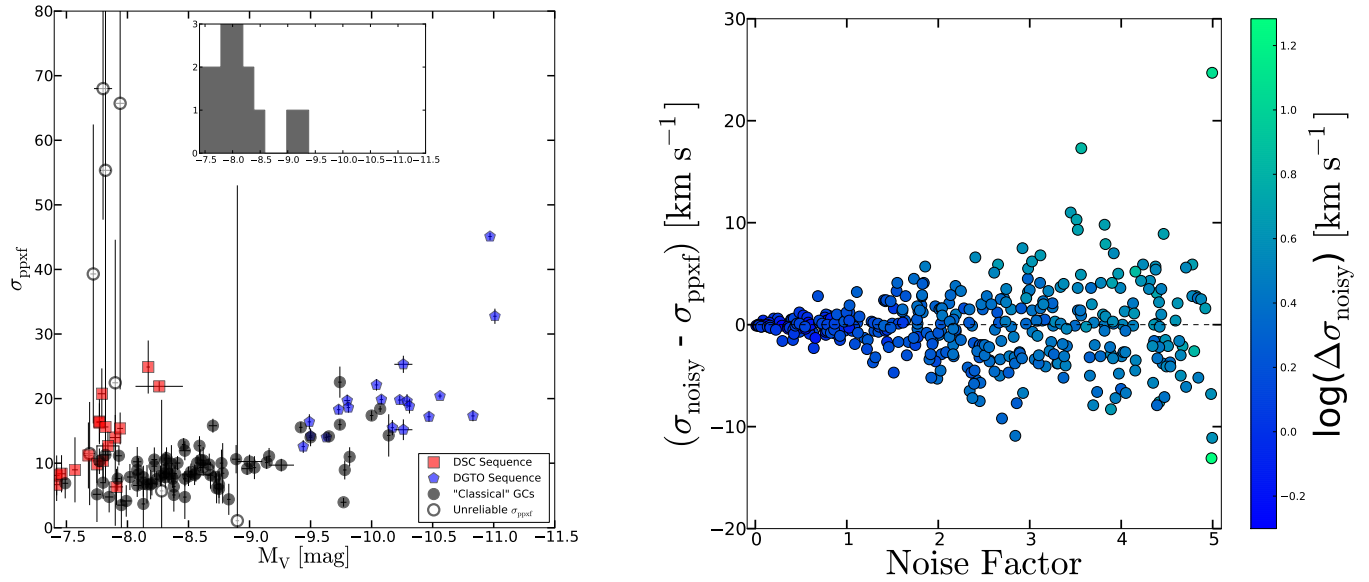 80
70
60
50
40
30
20
10
0
σppxf
−7.5 −8.0 −8.5 −9.0 −9.5 −10.0 −10.5 −11.0 −11.5
M_V [mag]
3
2
1
0
−7.5 −8.0 −9.0 −9.5 −10.0 −10.5 −11.0 −11.5
DSC Sequence
DGTO Sequence
"Classical" GCs
Unreliable σppxf
30
20
10
0
−10
−20
(σnoisy - σppxf) [km s⁻¹]
0 1 2 3 4 5
Noise Factor
1.2
1.0
0.8
0.6
0.4
0.2
0.0
−0.2
log(Δσnoisy) [km s⁻¹]